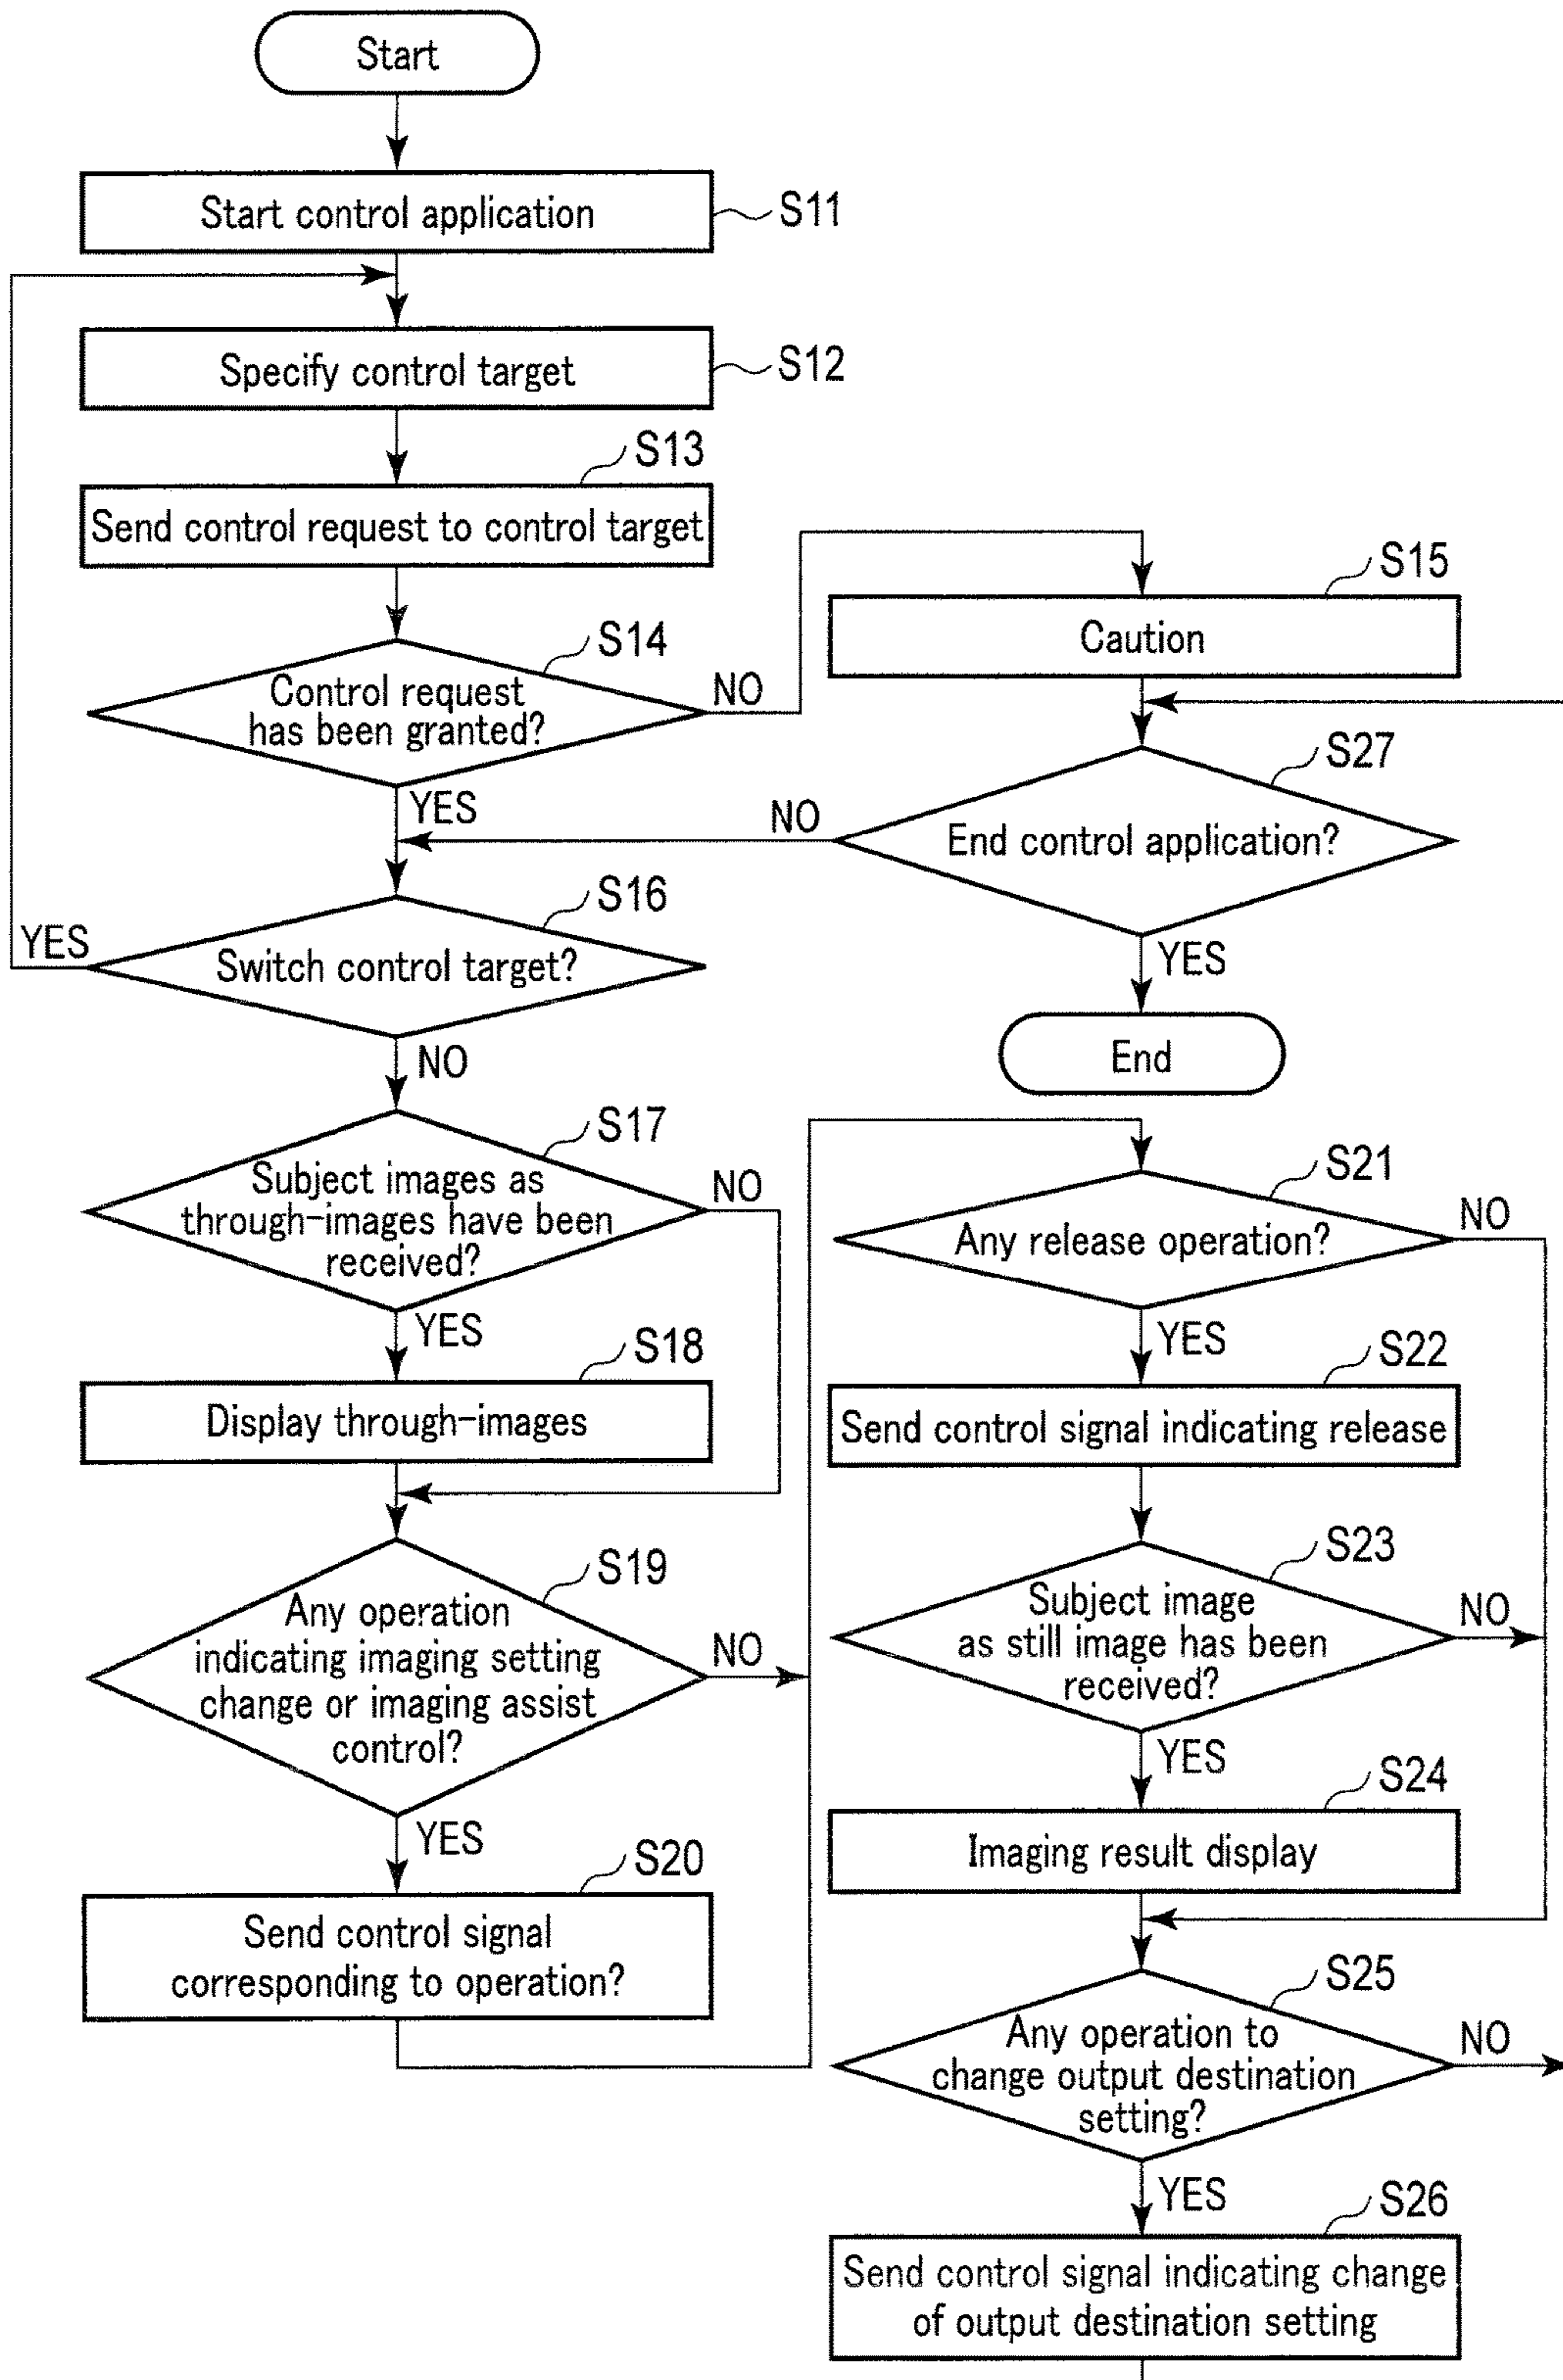 Start
Start control application
S11
Specify control target
S12
S13
Send control request to control target
S14
Control request
has been granted?
NO
YES
S15
Caution
S27
End control application?
NO
YES
End
S16
Switch control target?
YES
NO
S17
Subject images as
through-images have been
received?
NO
YES
S18
Display through-images
S19
Any operation
indicating imaging setting
change or imaging assist
control?
NO
YES
S20
Send control signal
corresponding to operation?
S21
Any release operation?
NO
YES
S22
Send control signal indicating release
S23
Subject image
as still image has been
received?
NO
YES
S24
Imaging result display
S25
Any operation to
change output destination
setting?
NO
YES
S26
Send control signal indicating change
of output destination setting